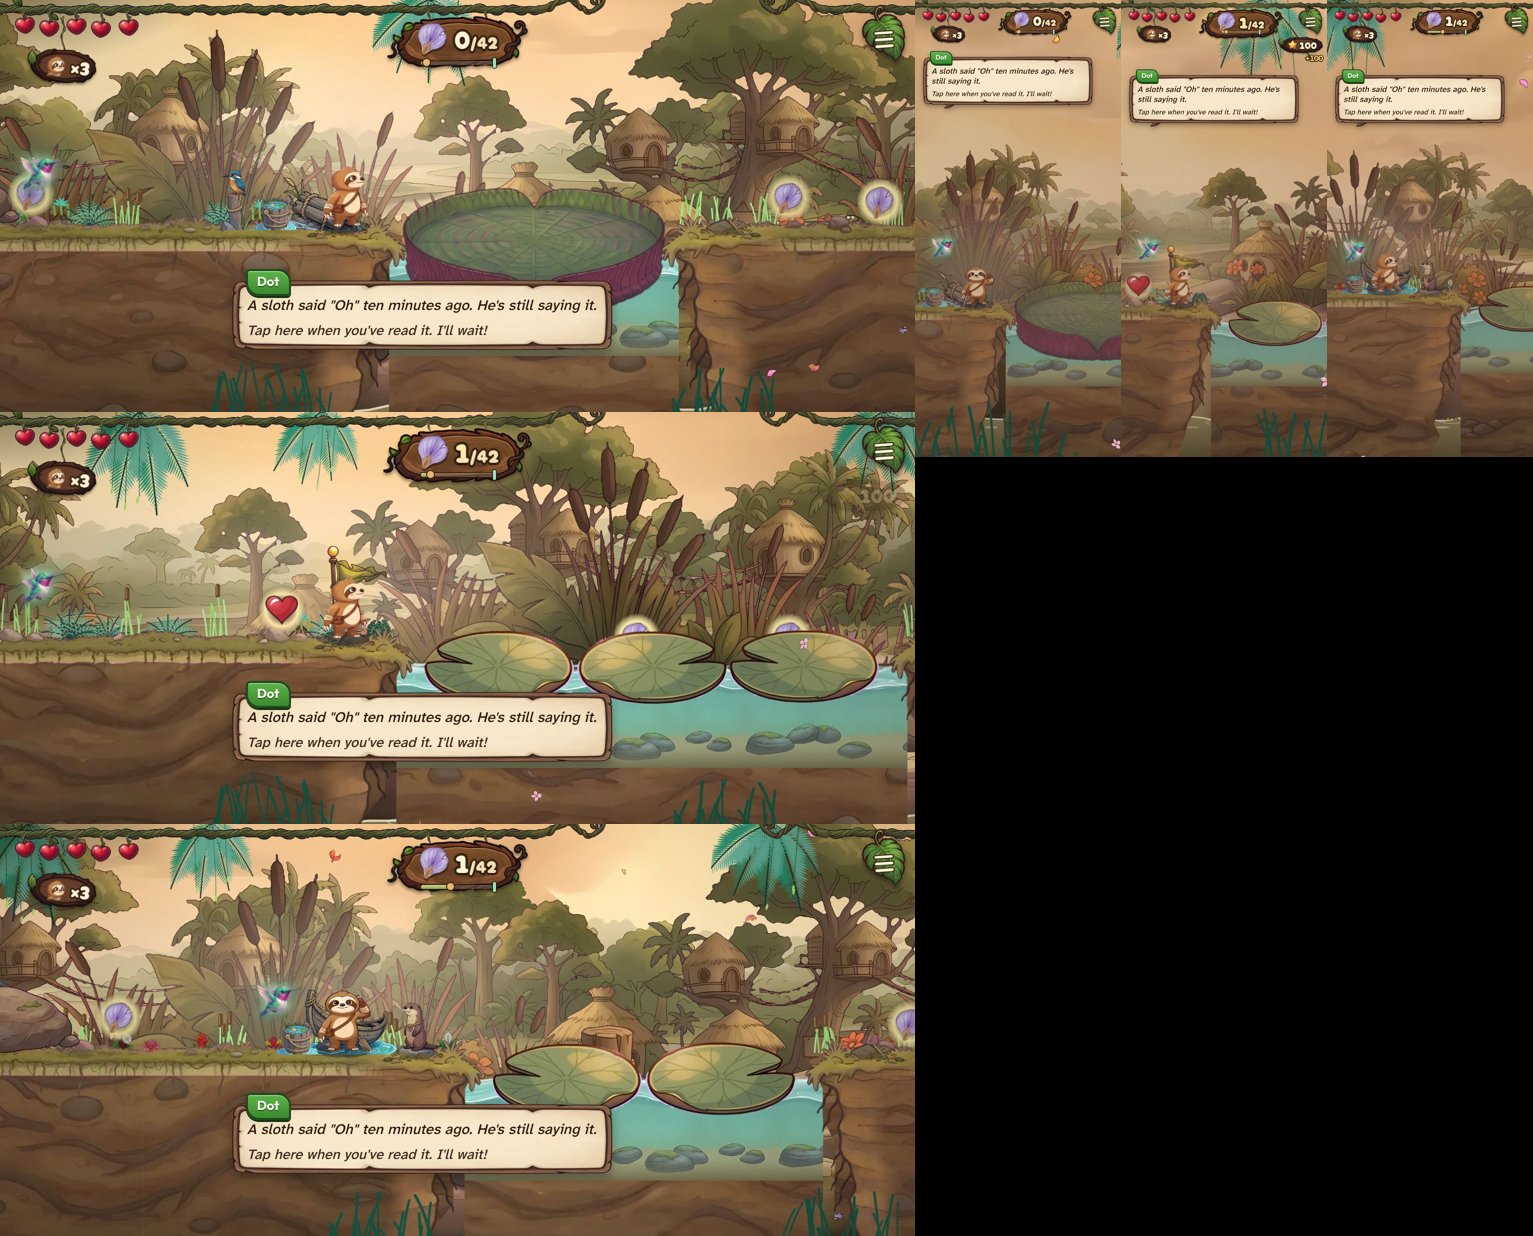 0/42
x3
Dot
A sloth said "Oh" ten minutes ago. He's still saying it.
Tap here when you've read it. I'll wait!
0/42
x3
Dot
A sloth said "Oh" ten minutes ago. He's
still saying it.
Tap here when you've read it. I'll wait!
1/42
x3
100
+100
Dot
A sloth said "Oh" ten minutes ago. He's
still saying it.
Tap here when you've read it. I'll wait!
1/42
x3
Dot
A sloth said "Oh" ten minutes ago. He's
still saying it.
Tap here when you've read it. I'll wait!
1/42
x3
100
Dot
A sloth said "Oh" ten minutes ago. He's still saying it.
Tap here when you've read it. I'll wait!
1/42
x3
Dot
A sloth said "Oh" ten minutes ago. He's still saying it.
Tap here when you've read it. I'll wait!